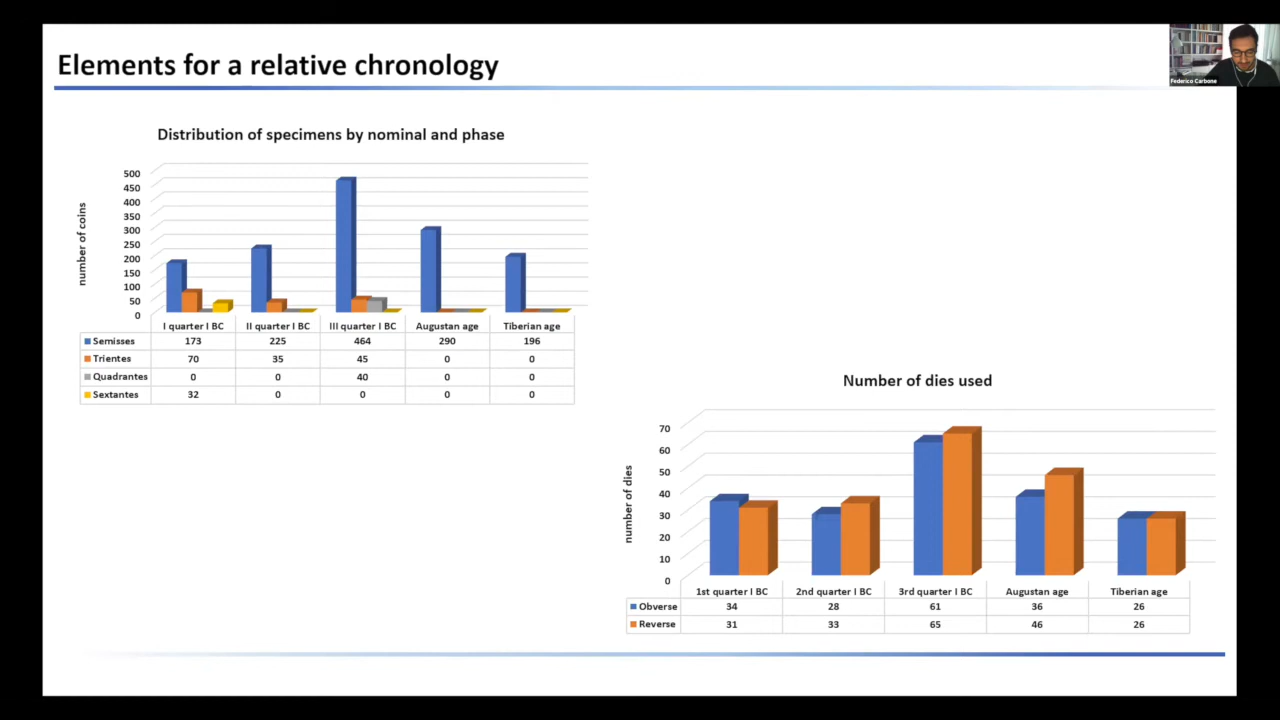 Elements for a relative chronology
Federico Carbone
Distribution of specimens by nominal and phase
number of coins
500
450
400
350
300
250
200
150
100
50
0
I quarter I BC II quarter I BC III quarter I BC Augustan age Tiberian age
Semisses 173 225 464 290 196
Trientes 70 35 45 0 0
Quadrantes 0 0 40 0 0
Sextantes 32 0 0 0 0
Number of dies used
number of dies
70
60
50
40
30
20
10
0
1st quarter I BC 2nd quarter I BC 3rd quarter I BC Augustan age Tiberian age
Obverse 34 28 61 36 26
Reverse 31 33 65 46 26